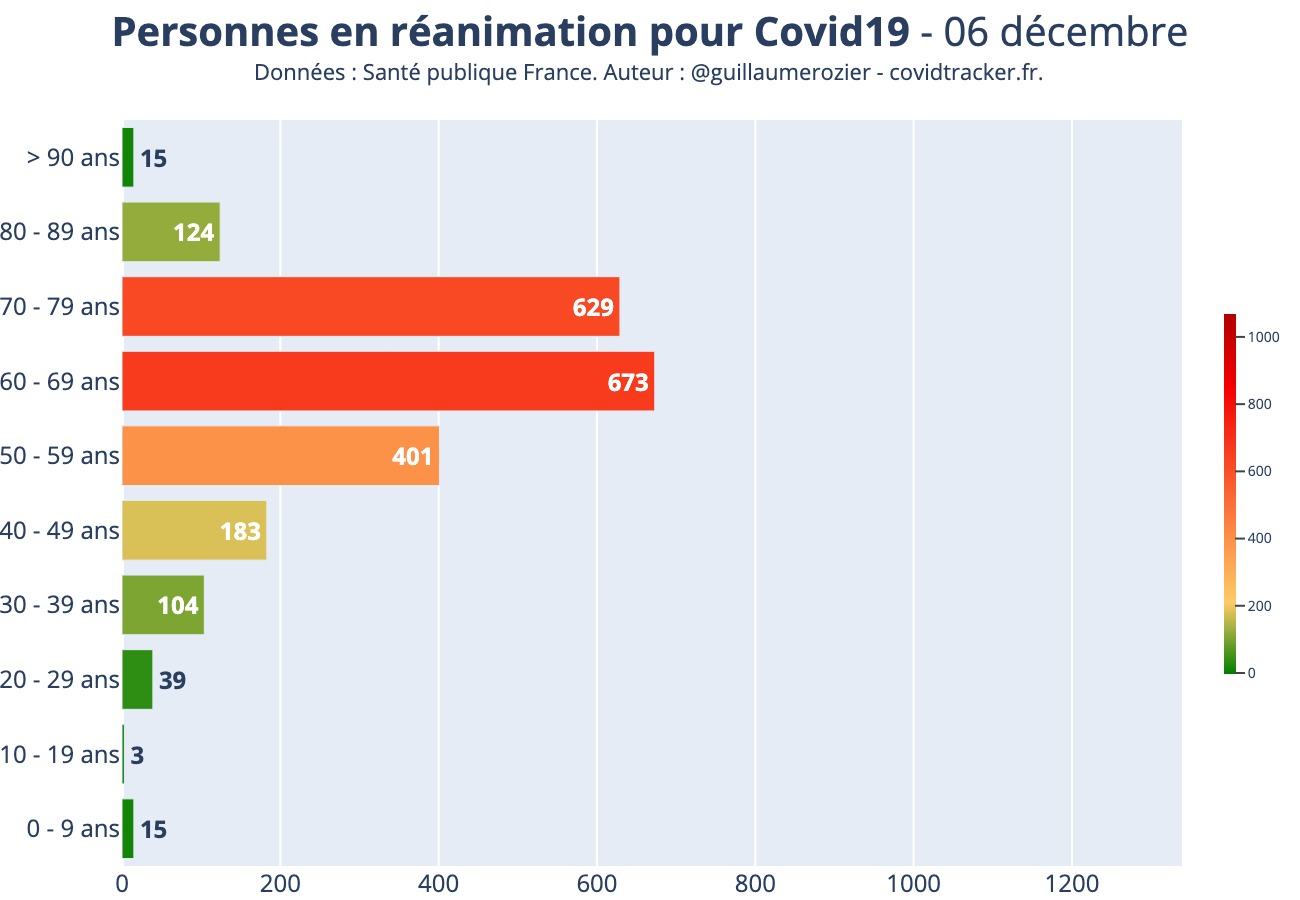 Personnes en réanimation pour Covid19 - 06 décembre
Données : Santé publique France. Auteur : @guillaumerozier - covidtracker.fr.
> 90 ans 15
80 - 89 ans 124
70 - 79 ans 629
60 - 69 ans 673
50 - 59 ans 401
40 - 49 ans 183
30 - 39 ans 104
20 - 29 ans 39
10 - 19 ans 3
0 - 9 ans 15
0 200 400 600 800 1000 1200
1000
800
600
400
200
0